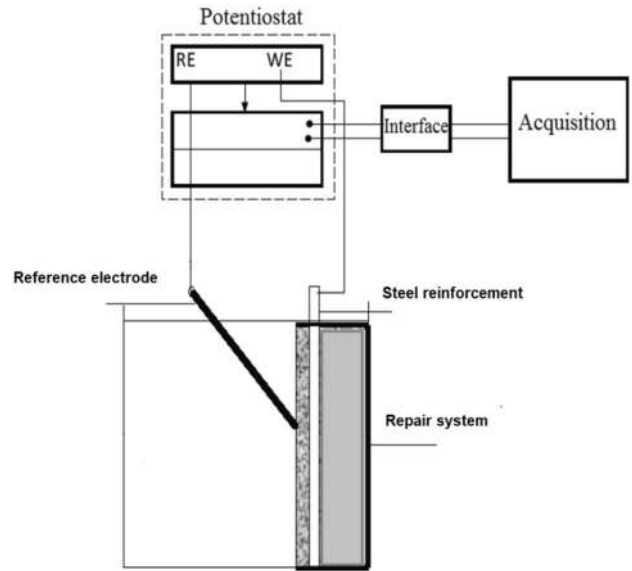 Potentiostat
RE WE
Interface
Acquisition
Reference electrode
Steel reinforcement
Repair system